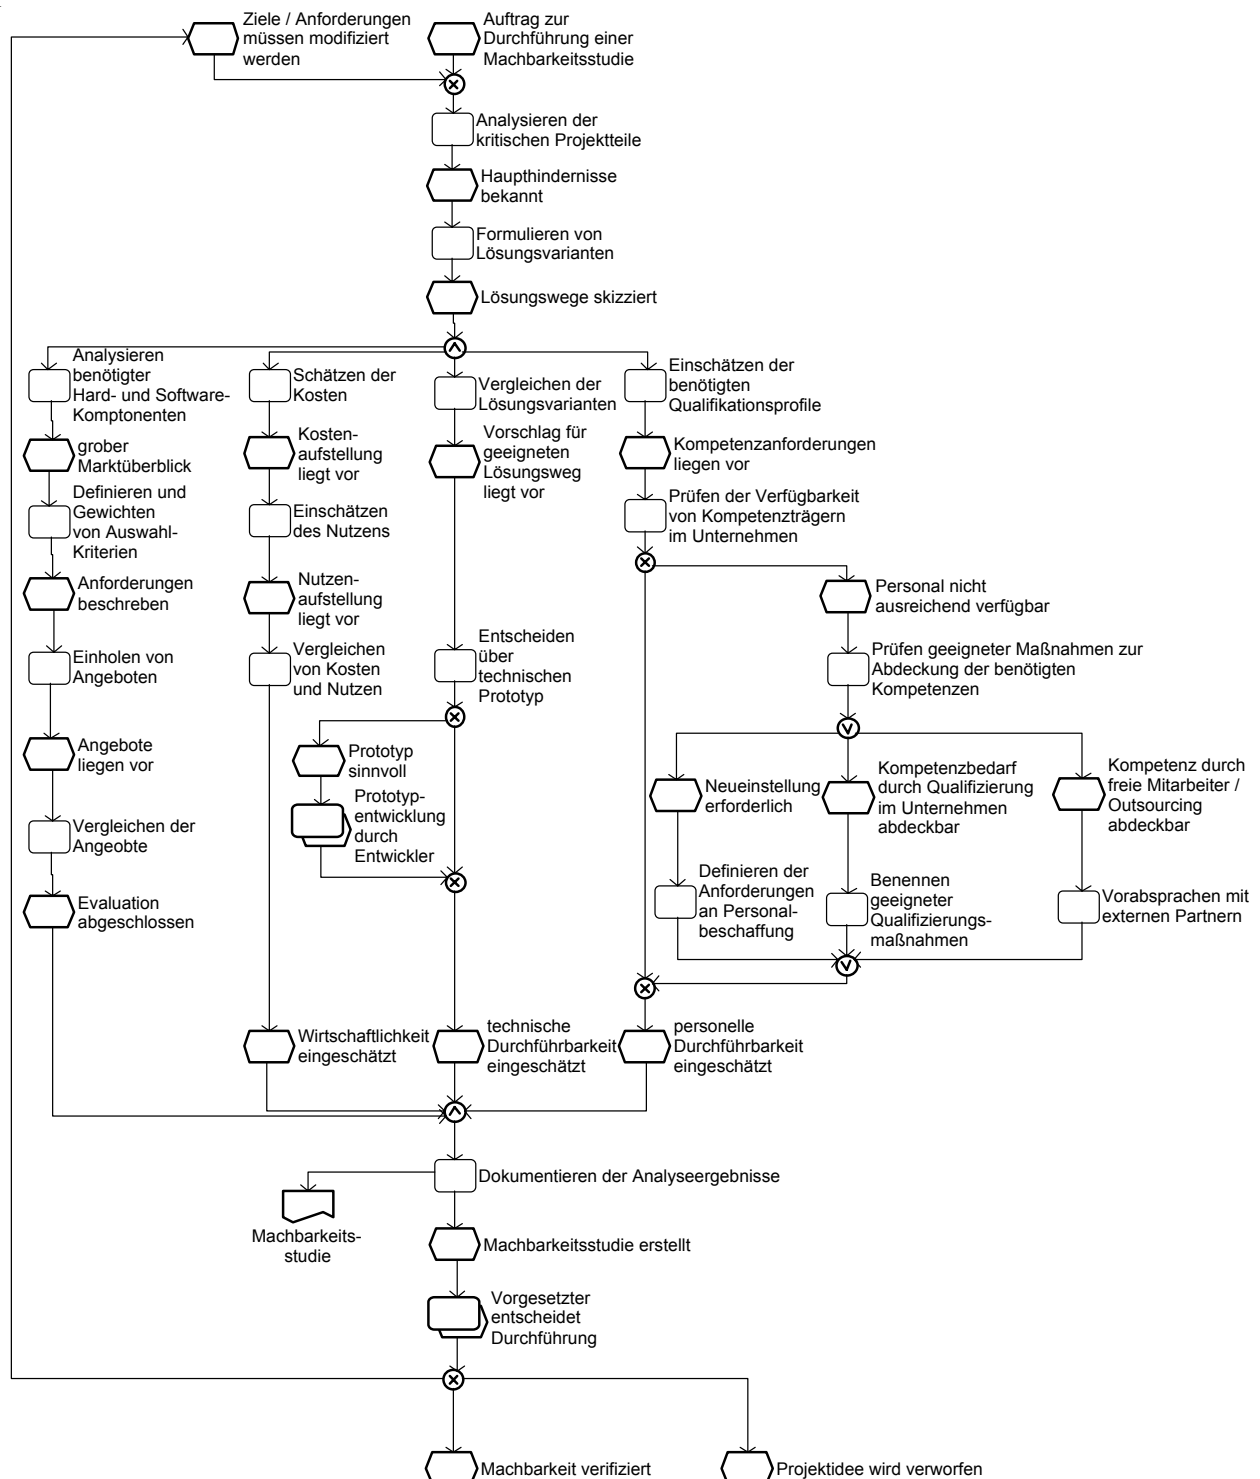 Ziele / Anforderungen
müssen modifiziert
werden
Auftrag zur
Durchführung einer
Machbarkeitsstudie
Analysieren der
kritischen Projektteile
Haupthindernisse
bekannt
Formulieren von
Lösungsvarianten
Lösungswege skizziert
Analysieren
benötigter
Hard- und Software-
Komptonenten
Schätzen der
Kosten
Vergleichen der
Lösungsvarianten
Einschätzen der
benötigten
Qualifikationsprofile
grober
Marktüberblick
Kosten-
aufstellung
liegt vor
Vorschlag für
geeigneten
Lösungsweg
liegt vor
Kompetenzanforderungen
liegen vor
Definieren und
Gewichten
von Auswahl-
Kriterien
Einschätzen
des Nutzens
Prüfen der Verfügbarkeit
von Kompetenzträgern
im Unternehmen
Anforderungen
beschreben
Nutzen-
aufstellung
liegt vor
Personal nicht
ausreichend verfügbar
Einholen von
Angeboten
Vergleichen
von Kosten
und Nutzen
Entscheiden
über
technischen
Prototyp
Prüfen geeigneter Maßnahmen zur
Abdeckung der benötigten
Kompetenzen
Angebote
liegen vor
Prototyp
sinnvoll
Neueinstellung
erforderlich
Kompetenzbedarf
durch Qualifizierung
im Unternehmen
abdeckbar
Kompetenz durch
freie Mitarbeiter /
Outsourcing
abdeckbar
Vergleichen der
Angeobte
Prototyp-
entwicklung
durch
Entwickler
Evaluation
abgeschlossen
Definieren der
Anforderungen
an Personal-
beschaffung
Benennen
geeigneter
Qualifizierungs-
maßnahmen
Vorabsprachen mit
externen Partnern
Wirtschaftlichkeit
eingeschätzt
technische
Durchführbarkeit
eingeschätzt
personelle
Durchführbarkeit
eingeschätzt
Dokumentieren der Analyseergebnisse
Machbarkeits-
studie
Machbarkeitsstudie erstellt
Vorgesetzter
entscheidet
Durchführung
Machbarkeit verifiziert
Projektidee wird verworfen